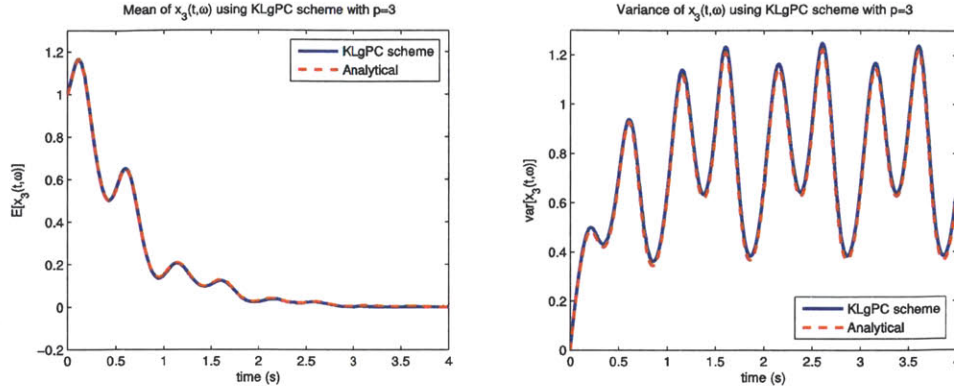 Mean of x₃(t,ω) using KLgPC scheme with p=3
1.2
1
0.8
0.6
0.4
0.2
0
−0.2
E[x₃(t,ω)]
KLgPC scheme
Analytical
0 0.5 1 1.5 2 2.5 3 3.5 4
time (s)
Variance of x₃(t,ω) using KLgPC scheme with p=3
1.2
1
0.8
0.6
0.4
0.2
0
var[x₃(t,ω)]
KLgPC scheme
Analytical
0 0.5 1 1.5 2 2.5 3 3.5 4
time (s)